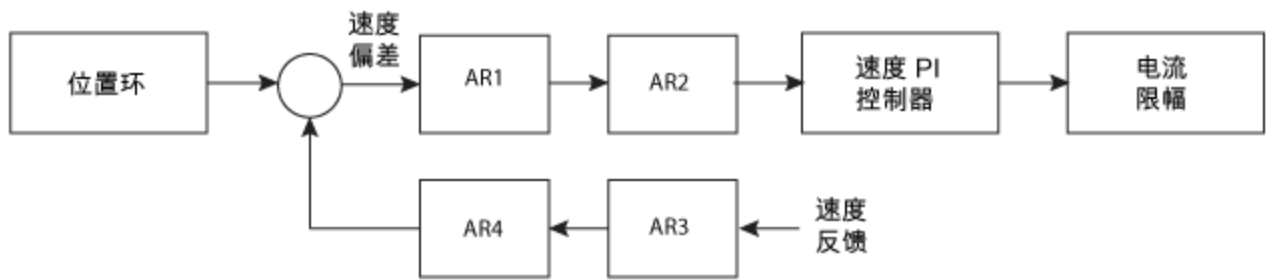 位置环
速度
偏差
AR1
AR2
速度 PI
控制器
电流
限幅
AR4
AR3
速度
反馈